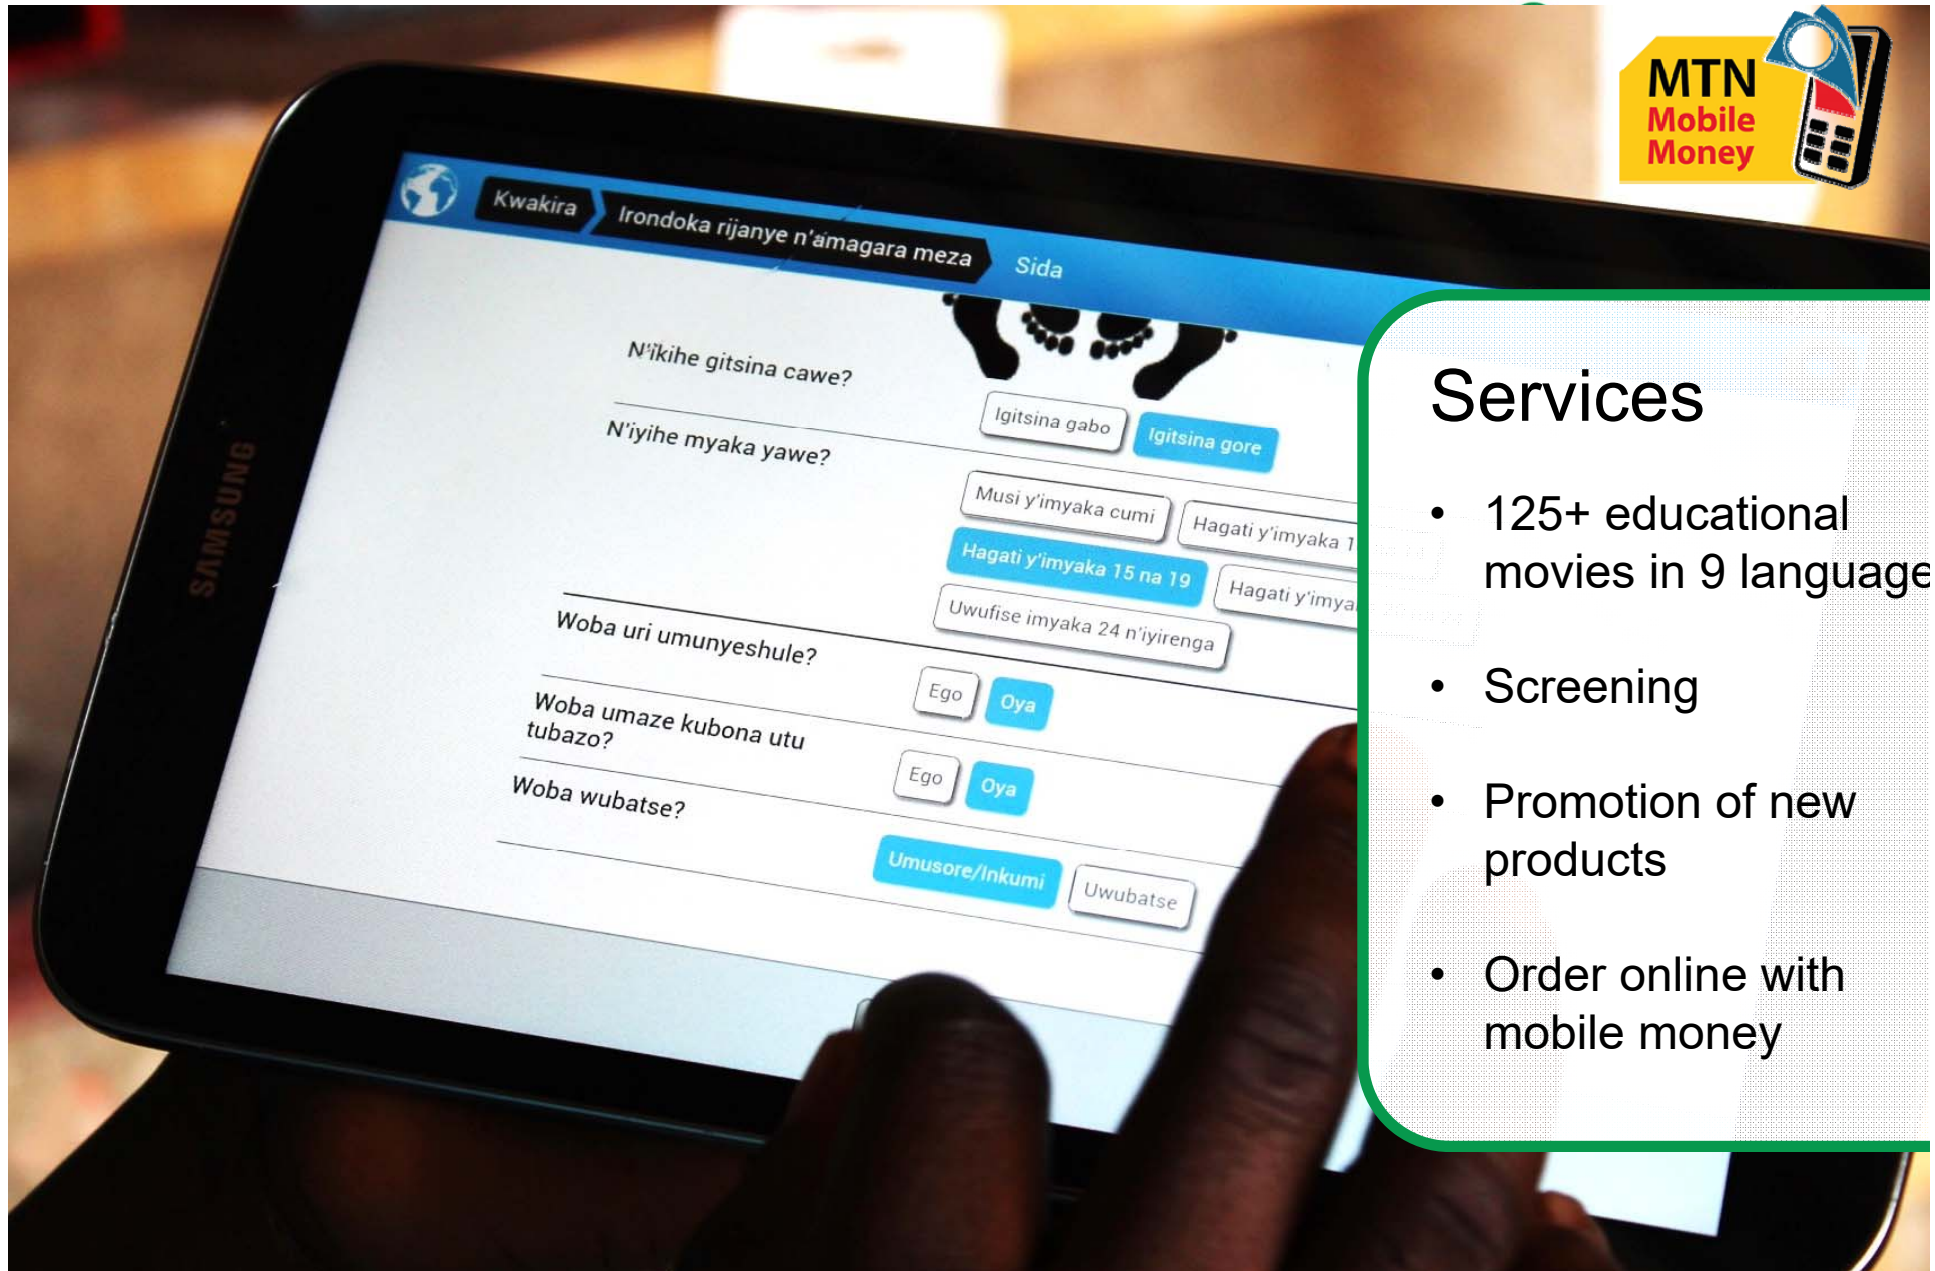 MTN
Mobile
Money
Kwakira
Irondoka rijanye n'amagara meza
Sida
N'ikihe gitsina cawe?
Igitsina gabo
Igitsina gore
N'iyihe myaka yawe?
Musi y'imyaka cumi
Hagati y'imyaka 1
Hagati y'imyaka 15 na 19
Hagati y'imya
Uwufise imyaka 24 n'iyirenga
Woba uri umunyeshule?
Ego
Oya
Woba umaze kubona utu
tubazo?
Ego
Oya
Woba wubatse?
Umusore/Inkumi
Uwubatse
SAMSUNG
Services
• 125+ educational
movies in 9 language
• Screening
• Promotion of new
products
• Order online with
mobile money